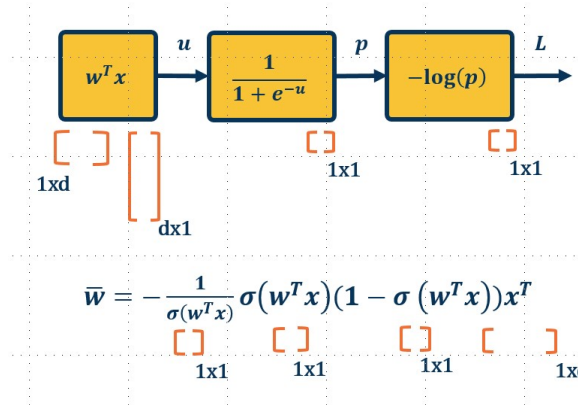 u p L
w^T x 1 / (1 + e^{-u}) −log(p)
1xd 1x1 1x1
dx1
w̄ = − 1/σ(w^T x) σ(w^T x)(1 − σ (w^T x))x^T
1x1 1x1 1x1